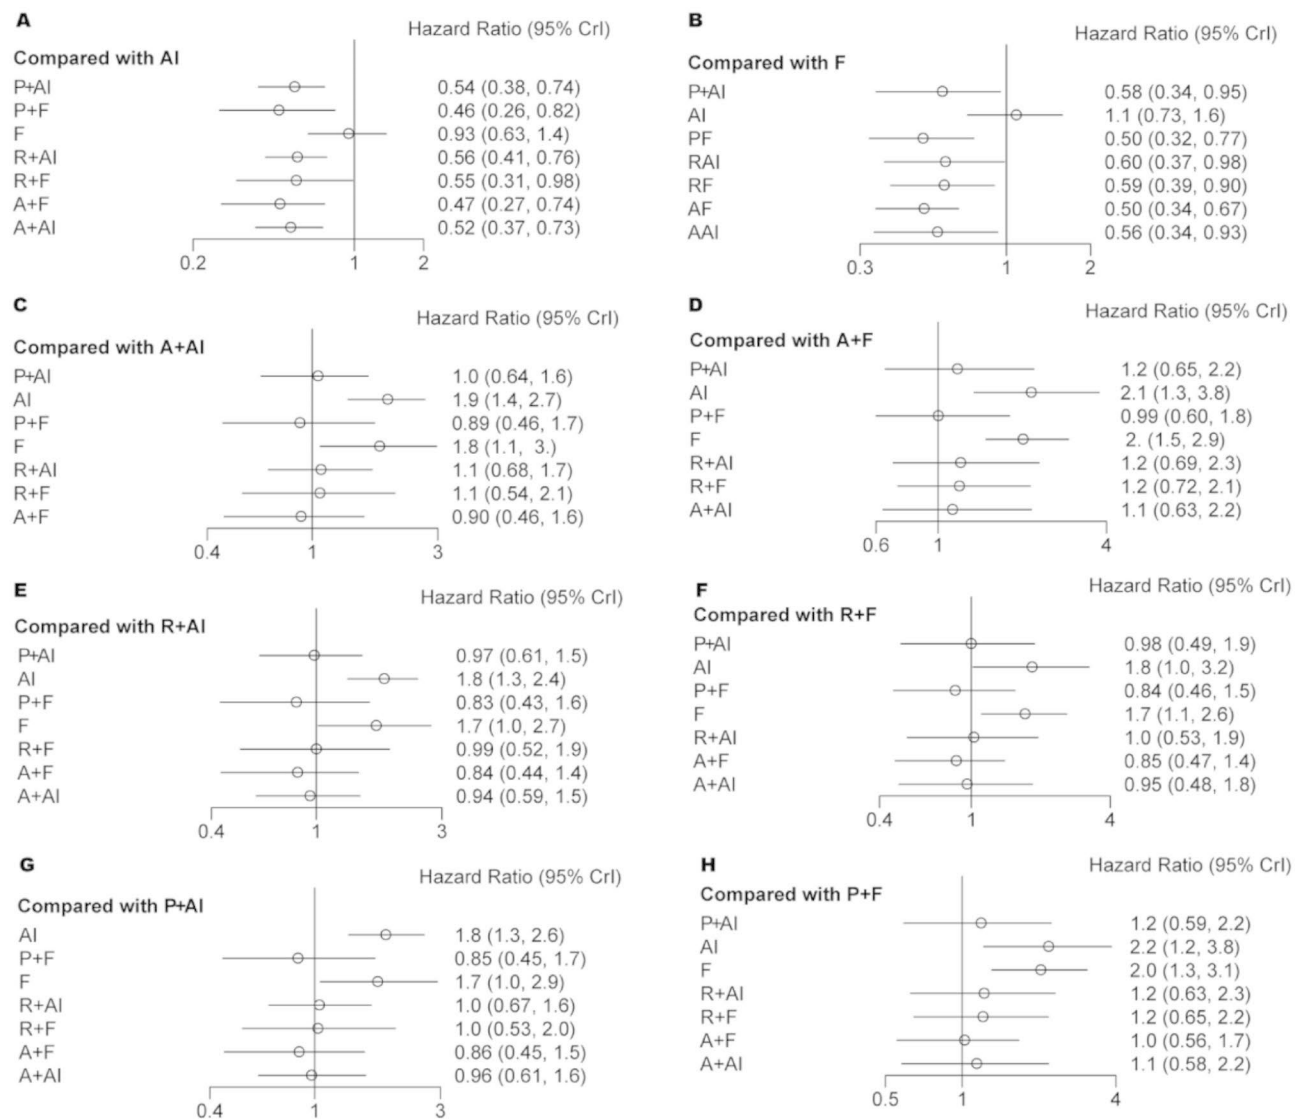 A
Hazard Ratio (95% CrI)
Compared with AI
P+AI 0.54 (0.38, 0.74)
P+F 0.46 (0.26, 0.82)
F 0.93 (0.63, 1.4)
R+AI 0.56 (0.41, 0.76)
R+F 0.55 (0.31, 0.98)
A+F 0.47 (0.27, 0.74)
A+AI 0.52 (0.37, 0.73)
0.2 1 2
B
Hazard Ratio (95% CrI)
Compared with F
P+AI 0.58 (0.34, 0.95)
AI 1.1 (0.73, 1.6)
PF 0.50 (0.32, 0.77)
RAI 0.60 (0.37, 0.98)
RF 0.59 (0.39, 0.90)
AF 0.50 (0.34, 0.67)
AAI 0.56 (0.34, 0.93)
0.3 1 2
C
Hazard Ratio (95% CrI)
Compared with A+AI
P+AI 1.0 (0.64, 1.6)
AI 1.9 (1.4, 2.7)
P+F 0.89 (0.46, 1.7)
F 1.8 (1.1, 3.)
R+AI 1.1 (0.68, 1.7)
R+F 1.1 (0.54, 2.1)
A+F 0.90 (0.46, 1.6)
0.4 1 3
D
Hazard Ratio (95% CrI)
Compared with A+F
P+AI 1.2 (0.65, 2.2)
AI 2.1 (1.3, 3.8)
P+F 0.99 (0.60, 1.8)
F 2. (1.5, 2.9)
R+AI 1.2 (0.69, 2.3)
R+F 1.2 (0.72, 2.1)
A+AI 1.1 (0.63, 2.2)
0.6 1 4
E
Hazard Ratio (95% CrI)
Compared with R+AI
P+AI 0.97 (0.61, 1.5)
AI 1.8 (1.3, 2.4)
P+F 0.83 (0.43, 1.6)
F 1.7 (1.0, 2.7)
R+F 0.99 (0.52, 1.9)
A+F 0.84 (0.44, 1.4)
A+AI 0.94 (0.59, 1.5)
0.4 1 3
F
Hazard Ratio (95% CrI)
Compared with R+F
P+AI 0.98 (0.49, 1.9)
AI 1.8 (1.0, 3.2)
P+F 0.84 (0.46, 1.5)
F 1.7 (1.1, 2.6)
R+AI 1.0 (0.53, 1.9)
A+F 0.85 (0.47, 1.4)
A+AI 0.95 (0.48, 1.8)
0.4 1 4
G
Hazard Ratio (95% CrI)
Compared with P+AI
AI 1.8 (1.3, 2.6)
P+F 0.85 (0.45, 1.7)
F 1.7 (1.0, 2.9)
R+AI 1.0 (0.67, 1.6)
R+F 1.0 (0.53, 2.0)
A+F 0.86 (0.45, 1.5)
A+AI 0.96 (0.61, 1.6)
0.4 1 3
H
Hazard Ratio (95% CrI)
Compared with P+F
P+AI 1.2 (0.59, 2.2)
AI 2.2 (1.2, 3.8)
F 2.0 (1.3, 3.1)
R+AI 1.2 (0.63, 2.3)
R+F 1.2 (0.65, 2.2)
A+F 1.0 (0.56, 1.7)
A+AI 1.1 (0.58, 2.2)
0.5 1 4